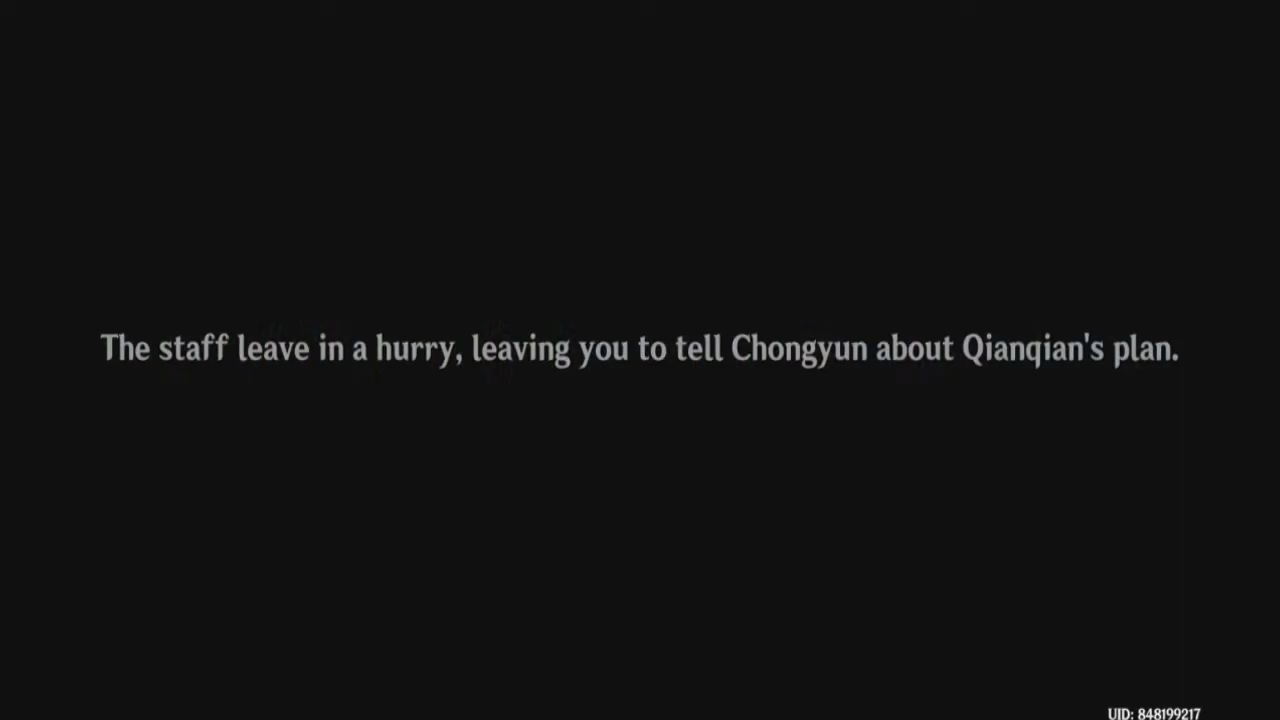 The staff leave in a hurry, leaving you to tell Chongyun about Qianqian's plan.
UID: 848199217